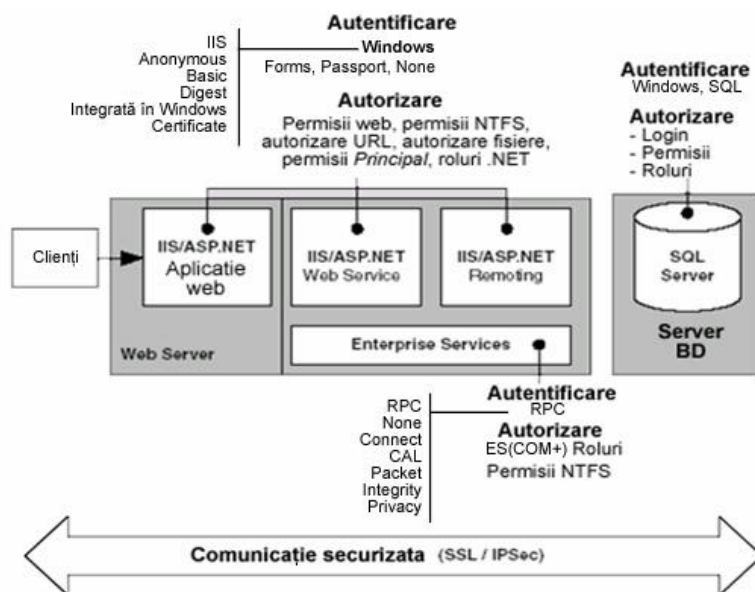 Autentificare
IIS
Anonymous
Basic
Digest
Integrată în Windows
Certificate
Windows
Forms, Passport, None
Autorizare
Permisii web, permisii NTFS,
autorizare URL, autorizare fisiere,
permisii Principal, roluri .NET
Autentificare
Windows, SQL
Autorizare
- Login
- Permisii
- Roluri
Clienți
IIS/ASP.NET
Aplicatie
web
IIS/ASP.NET
Web Service
IIS/ASP.NET
Remoting
SQL
Server
Web Server
Enterprise Services
Server
BD
RPC
None
Connect
CAL
Packet
Integrity
Privacy
Autentificare
RPC
Autorizare
ES(COM+) Roluri
Permisii NTFS
Comunicație securizata (SSL / IPSec)